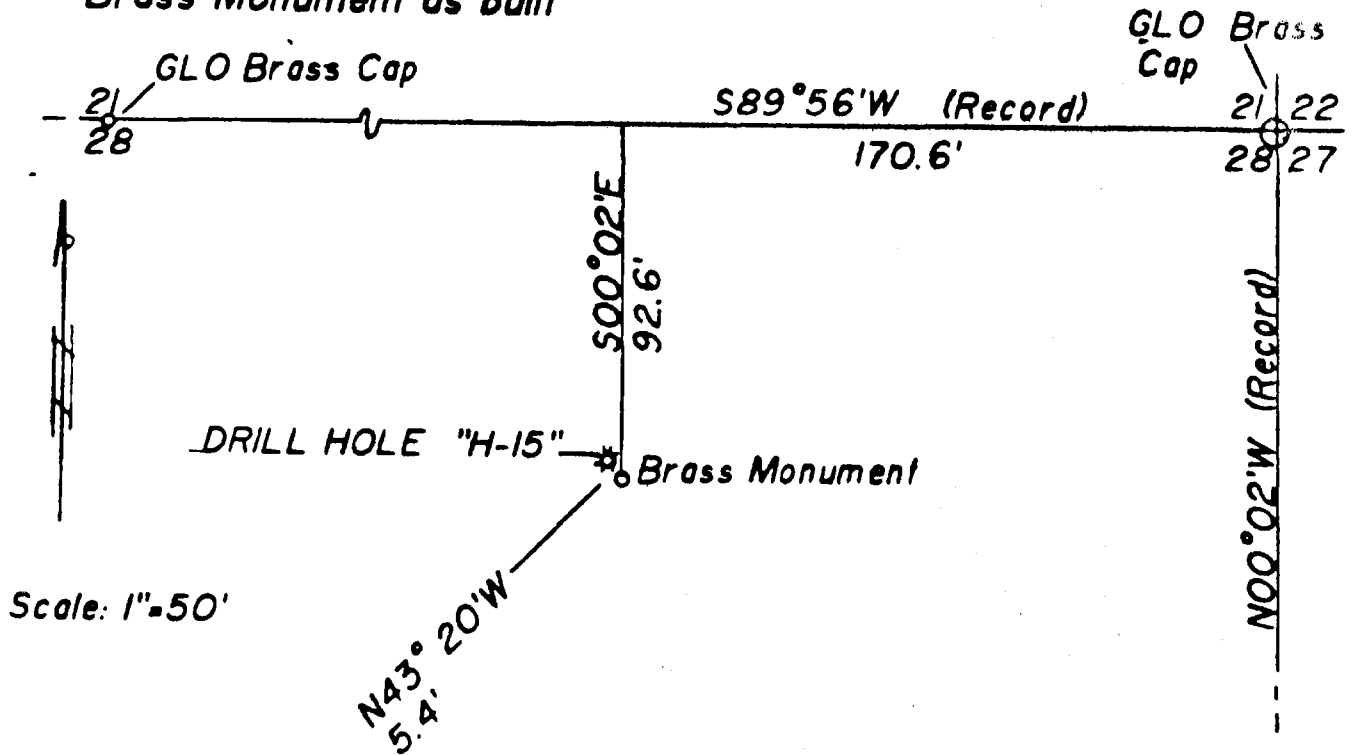 Brass Monument as built
GLO Brass
Cap
GLO Brass Cap
S89°56'W (Record)
21
28
21 22
28 27
170.6'
S00°02'E
92.6'
N00°02'W (Record)
DRILL HOLE "H-15"
Brass Monument
Scale: 1"=50'
N43° 20'W
5.4'